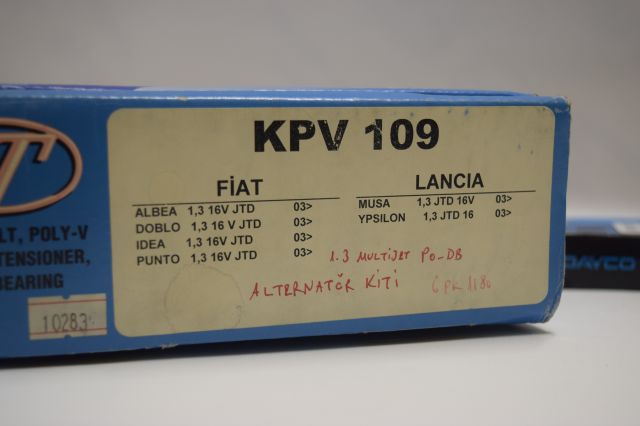 KPV 109
FİAT
ALBEA 1,3 16V JTD 03>
DOBLO 1,3 16 V JTD 03>
IDEA 1,3 16V JTD 03>
PUNTO 1,3 16V JTD 03>
LANCIA
MUSA 1,3 JTD 16V 03>
YPSILON 1,3 JTD 16 03>
1.3 MULTİJET PO-DB
ALTERNATÖR KİTİ 6PK 1180
T
LT, POLY-V
TENSIONER,
BEARING
10283
DAYCO